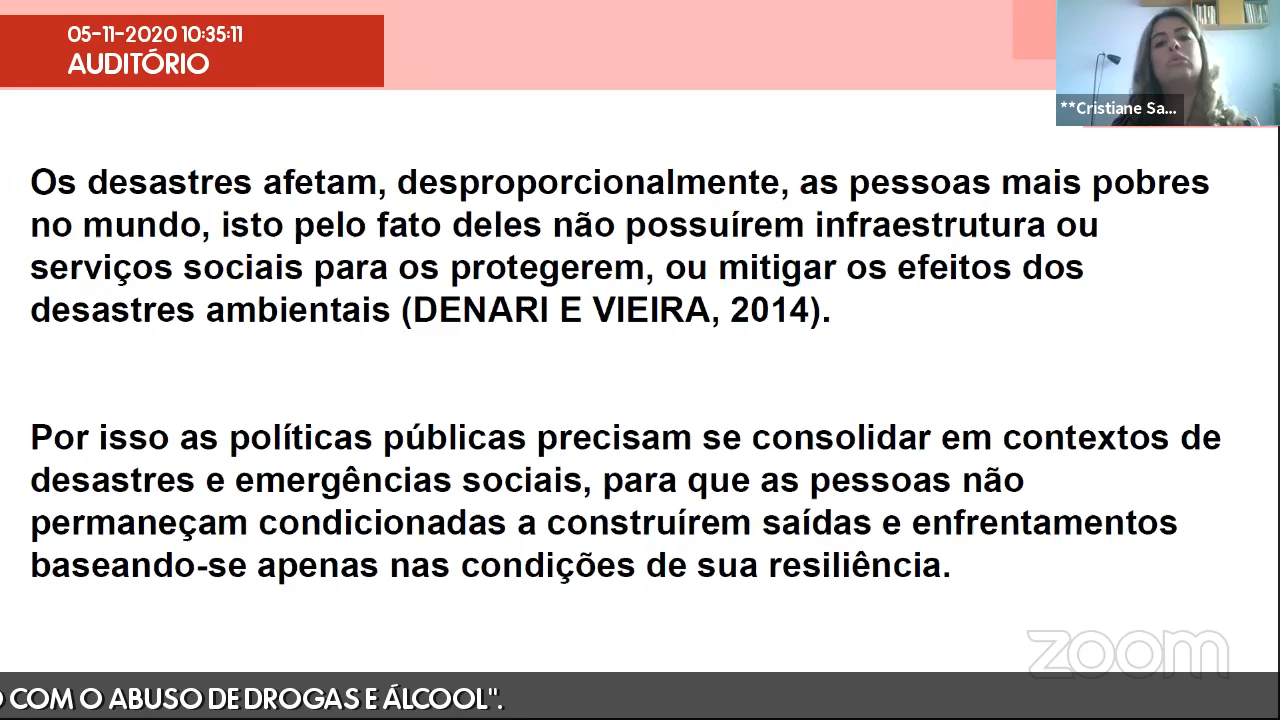 05-11-2020 10:35:11
AUDITÓRIO
**Cristiane Sa...
Os desastres afetam, desproporcionalmente, as pessoas mais pobres
no mundo, isto pelo fato deles não possuírem infraestrutura ou
serviços sociais para os protegerem, ou mitigar os efeitos dos
desastres ambientais (DENARI E VIEIRA, 2014).
Por isso as políticas públicas precisam se consolidar em contextos de
desastres e emergências sociais, para que as pessoas não
permaneçam condicionadas a construírem saídas e enfrentamentos
baseando-se apenas nas condições de sua resiliência.
zoom
COM O ABUSO DE DROGAS E ÁLCOOL".